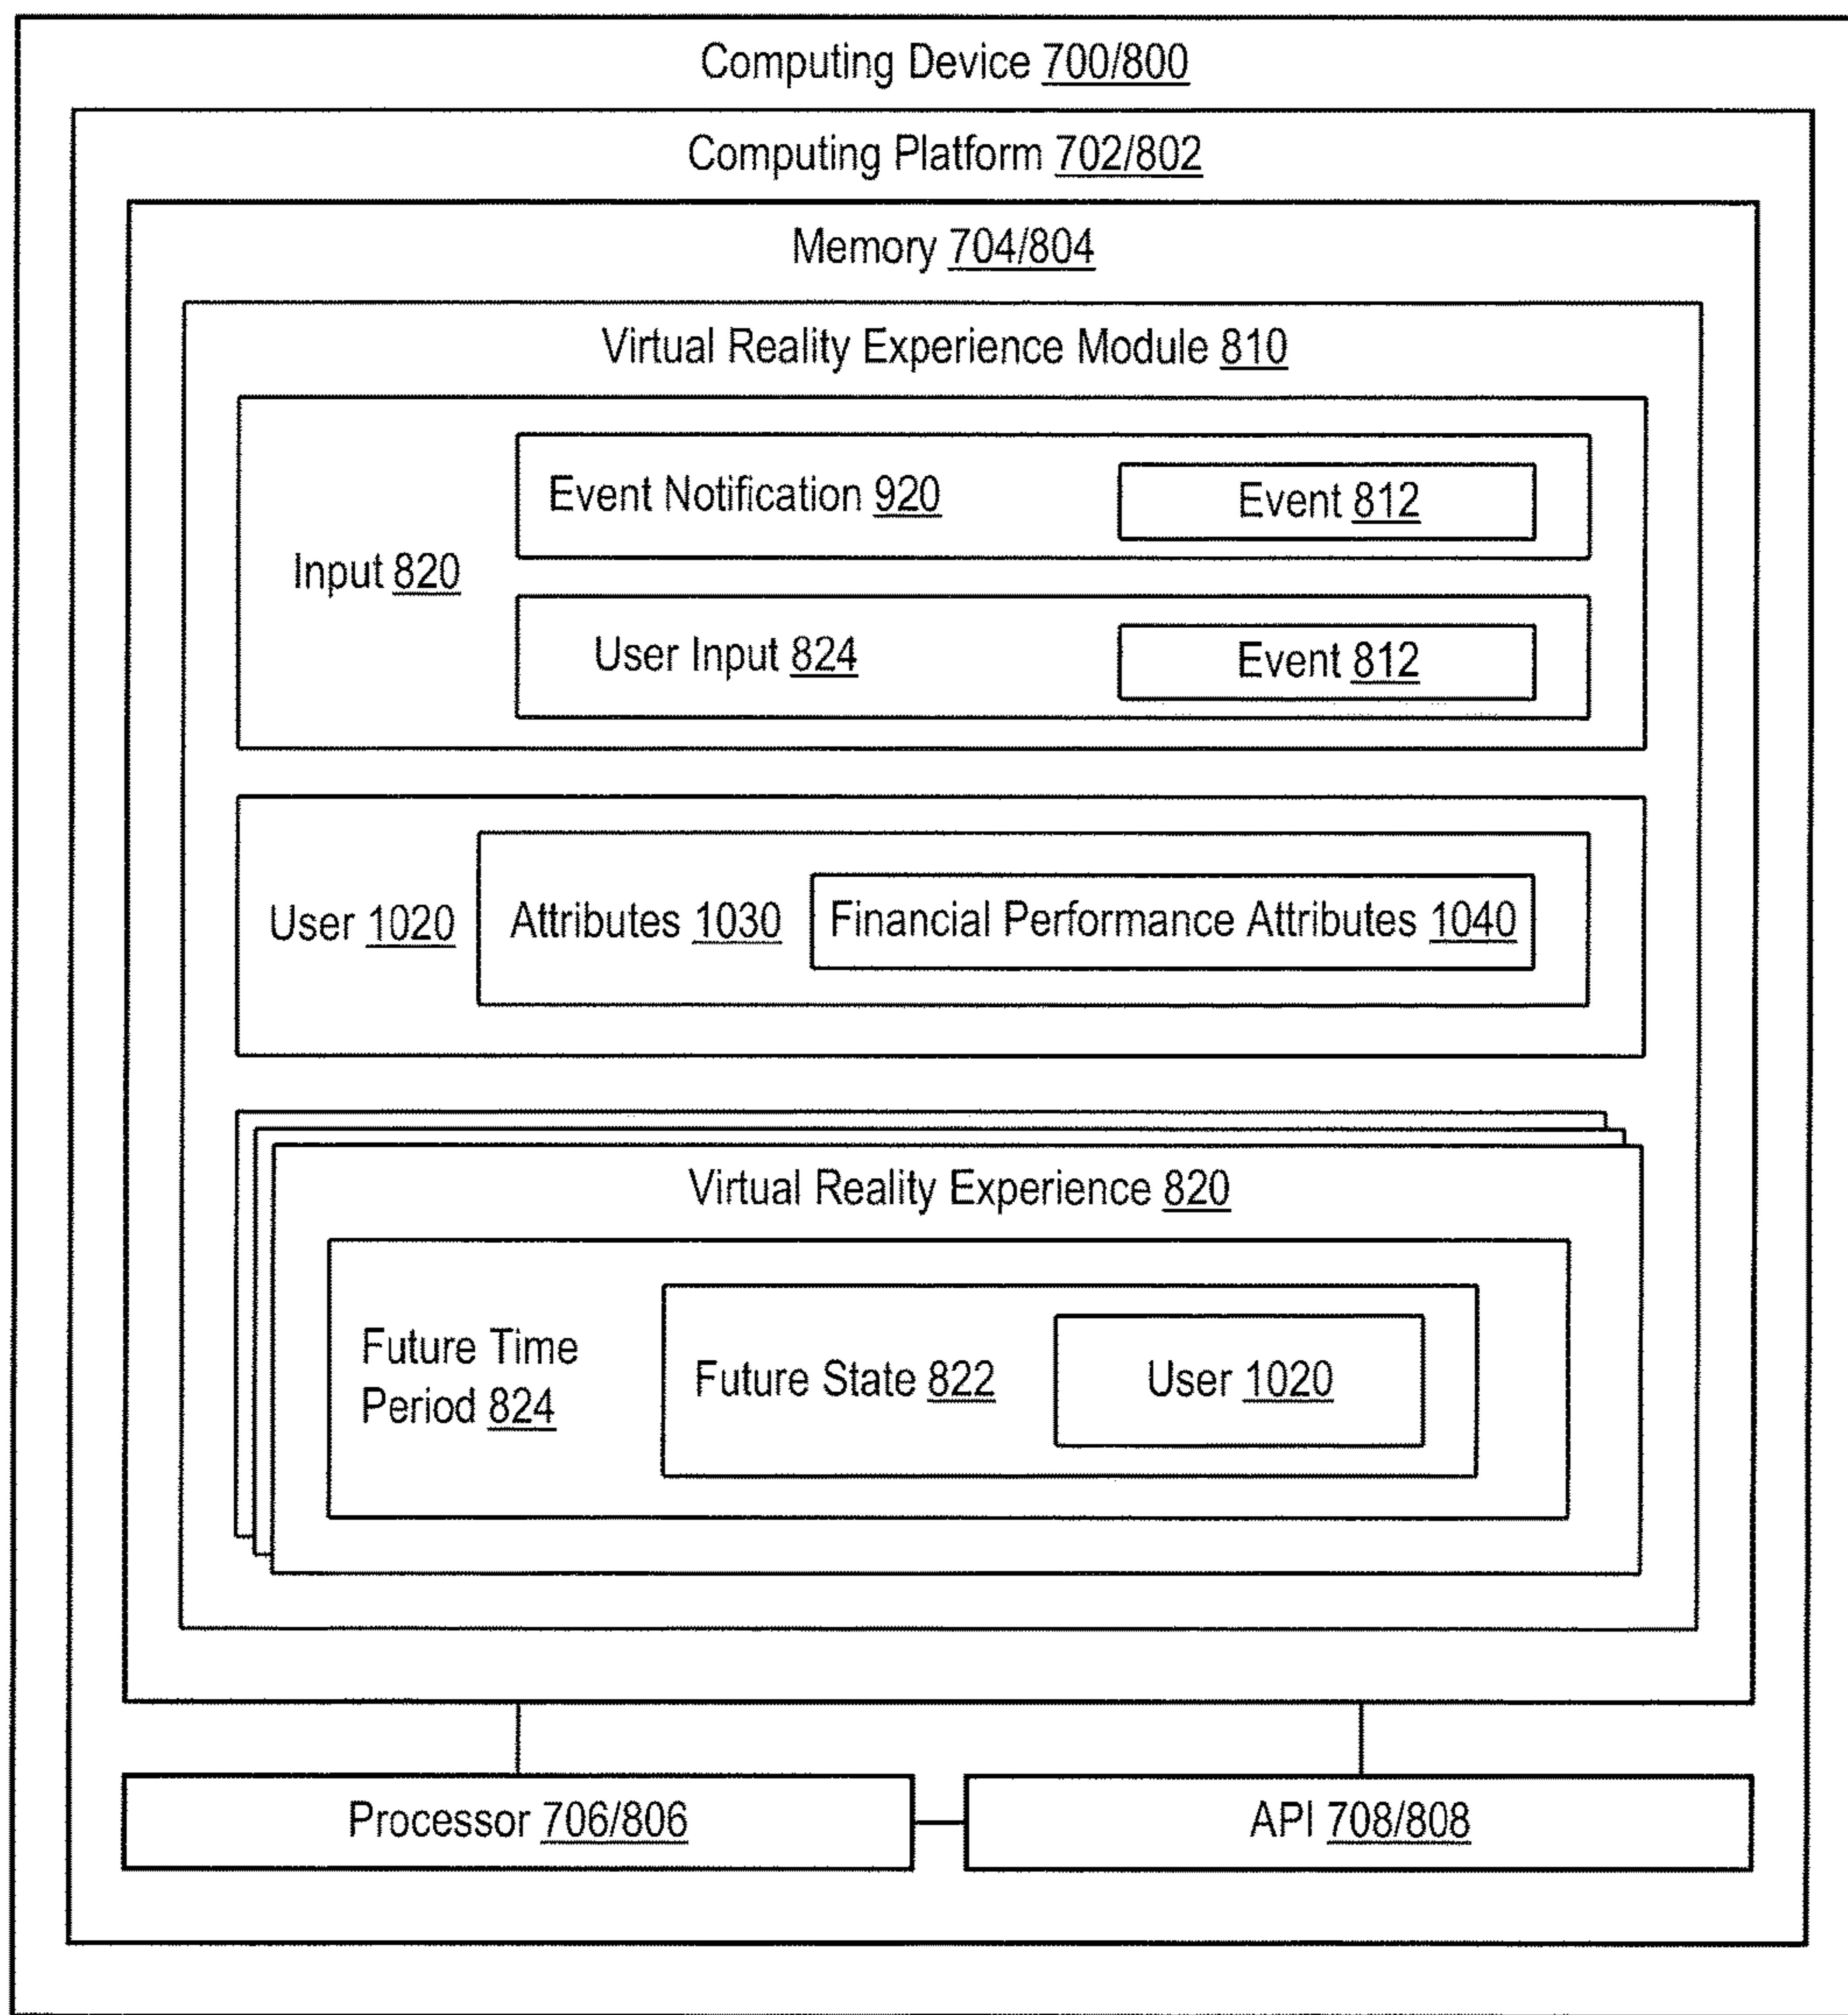 Computing Device 700/800
Computing Platform 702/802
Memory 704/804
Virtual Reality Experience Module 810
Input 820
Event Notification 920
Event 812
User Input 824
Event 812
User 1020
Attributes 1030
Financial Performance Attributes 1040
Virtual Reality Experience 820
Future Time
Period 824
Future State 822
User 1020
Processor 706/806
API 708/808